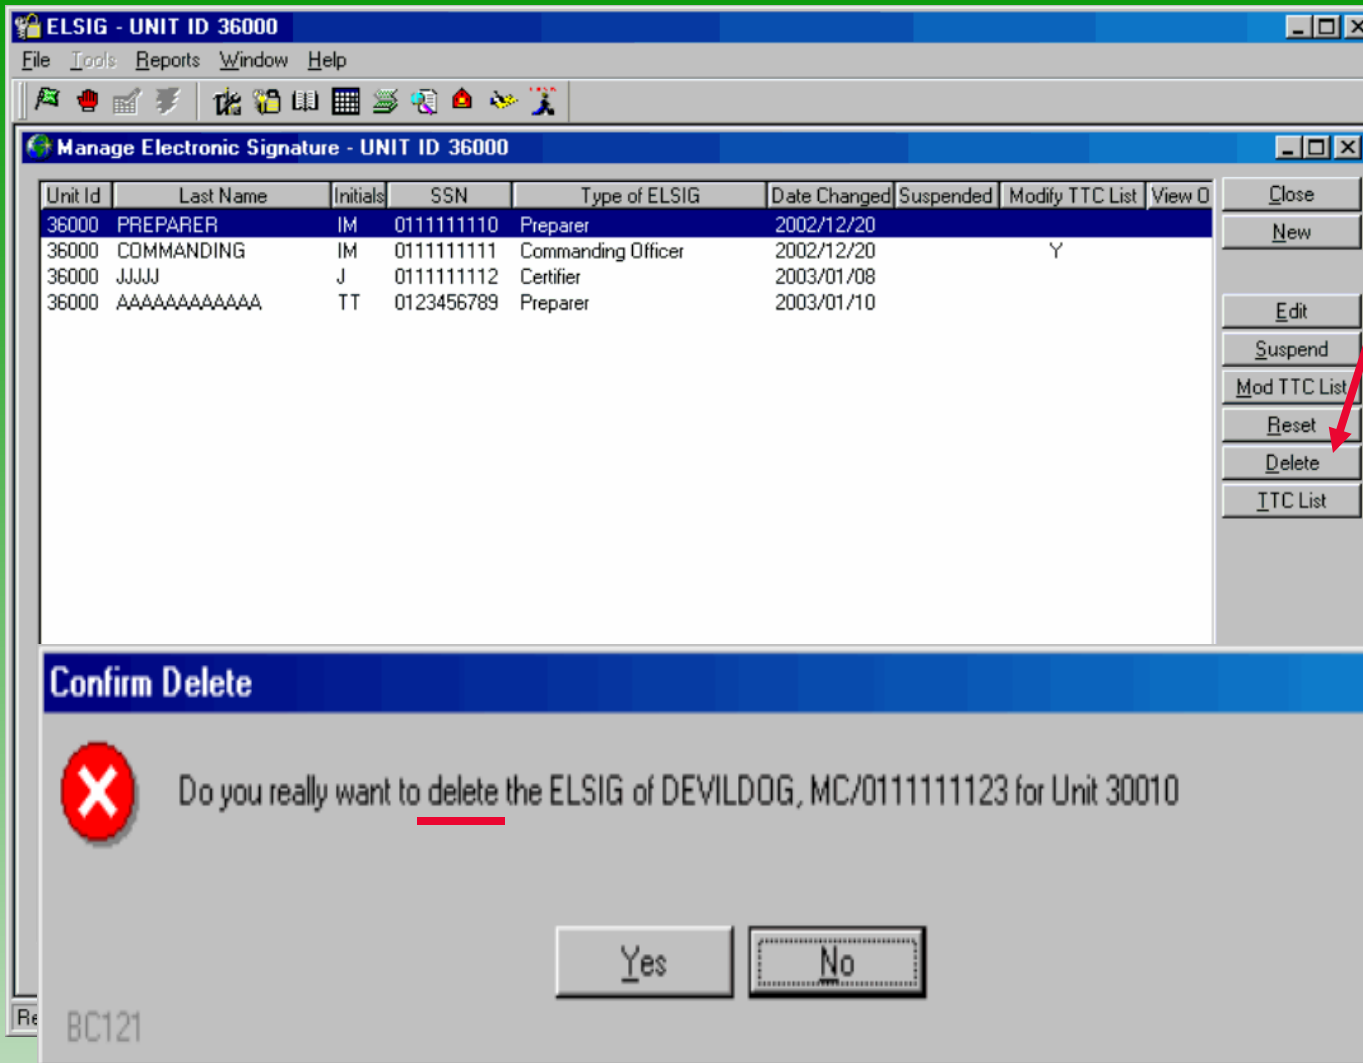 ELSIG - UNIT ID 36000
File Tools Reports Window Help
Manage Electronic Signature - UNIT ID 36000
Unit Id Last Name Initials SSN Type of ELSIG Date Changed Suspended Modify TTC List View O
36000 PREPARER IM 0111111110 Preparer 2002/12/20
36000 COMMANDING IM 0111111111 Commanding Officer 2002/12/20 Y
36000 JJJJJ J 0111111112 Certifier 2003/01/08
36000 AAAAAAAAAAAA TT 0123456789 Preparer 2003/01/10
Close
New
Edit
Suspend
Mod TTC List
Reset
Delete
TTC List
Confirm Delete
Do you really want to delete the ELSIG of DEVILDOG, MC/0111111123 for Unit 30010
Yes No
Re
BC121